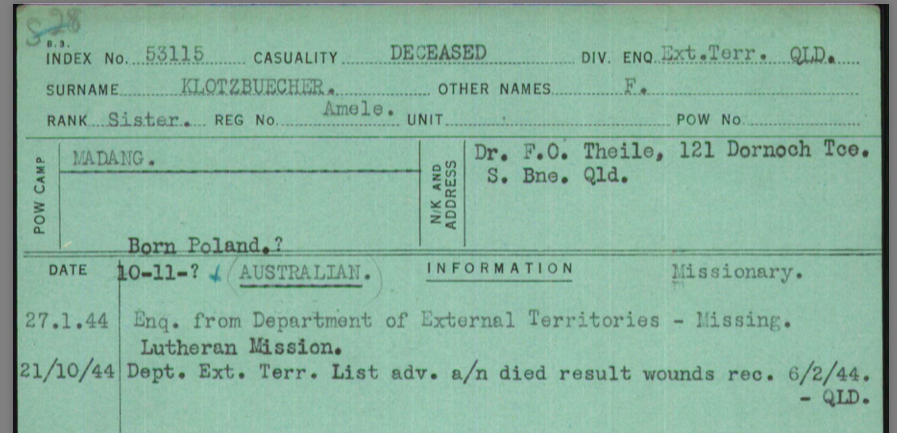 S 28
B.3.
INDEX No. 53115 CASUALITY DECEASED DIV. ENQ Ext.Terr. QLD.
SURNAME KLOTZBUECHER. OTHER NAMES F.
RANK Sister. REG No. Amele. UNIT POW No.
POW CAMP MADANG. N/K AND ADDRESS Dr. F.O. Theile, 121 Dornoch Tce.
S. Bne. Qld.
Born Poland.?
DATE 10-11-? (AUSTRALIAN.) INFORMATION Missionary.
27.1.44 Enq. from Department of External Territories - Missing.
Lutheran Mission.
21/10/44 Dept. Ext. Terr. List adv. a/n died result wounds rec. 6/2/44.
- QLD.